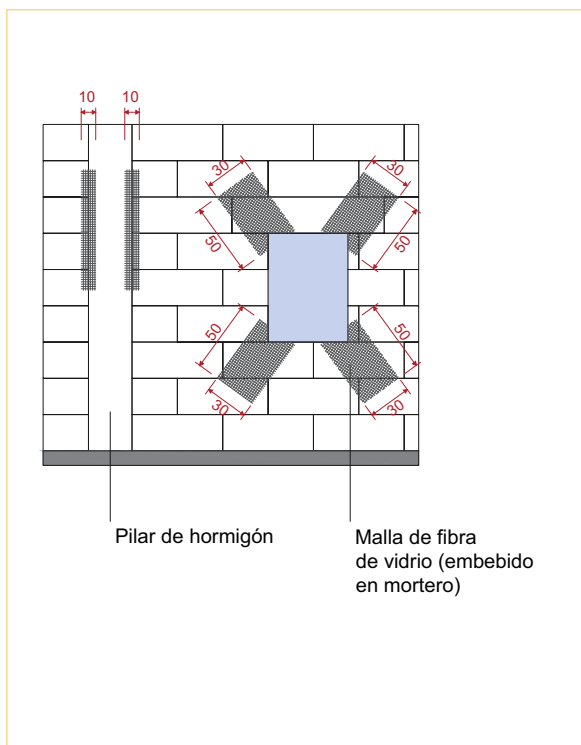 10 10
30 30
50 50
50 50
30 30
Pilar de hormigón
Malla de fibra
de vidrio (embebido
en mortero)